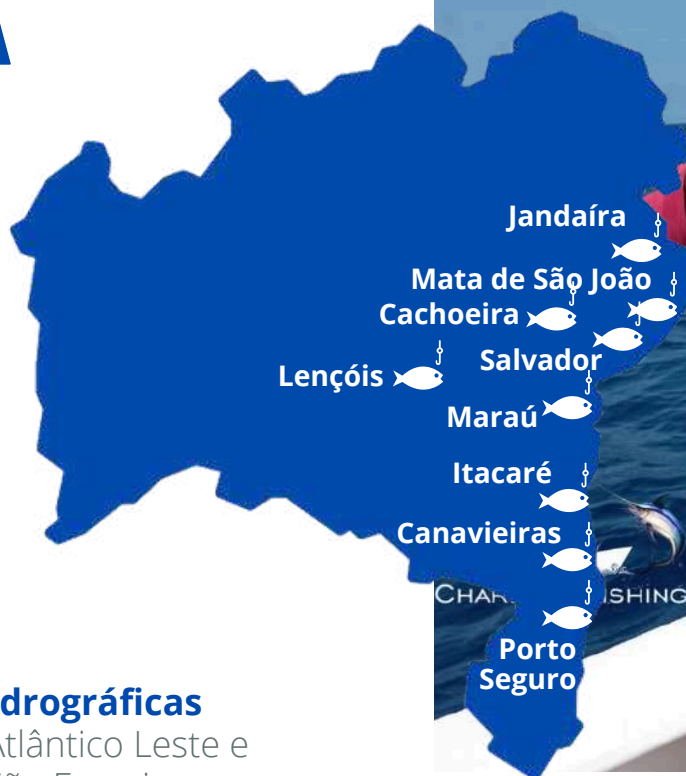 A
Jandaíra
Mata de São João
Cachoeira
Salvador
Lençóis
Maraú
Itacaré
Canavieiras
Porto
Seguro
drográficas
Atlântico Leste e